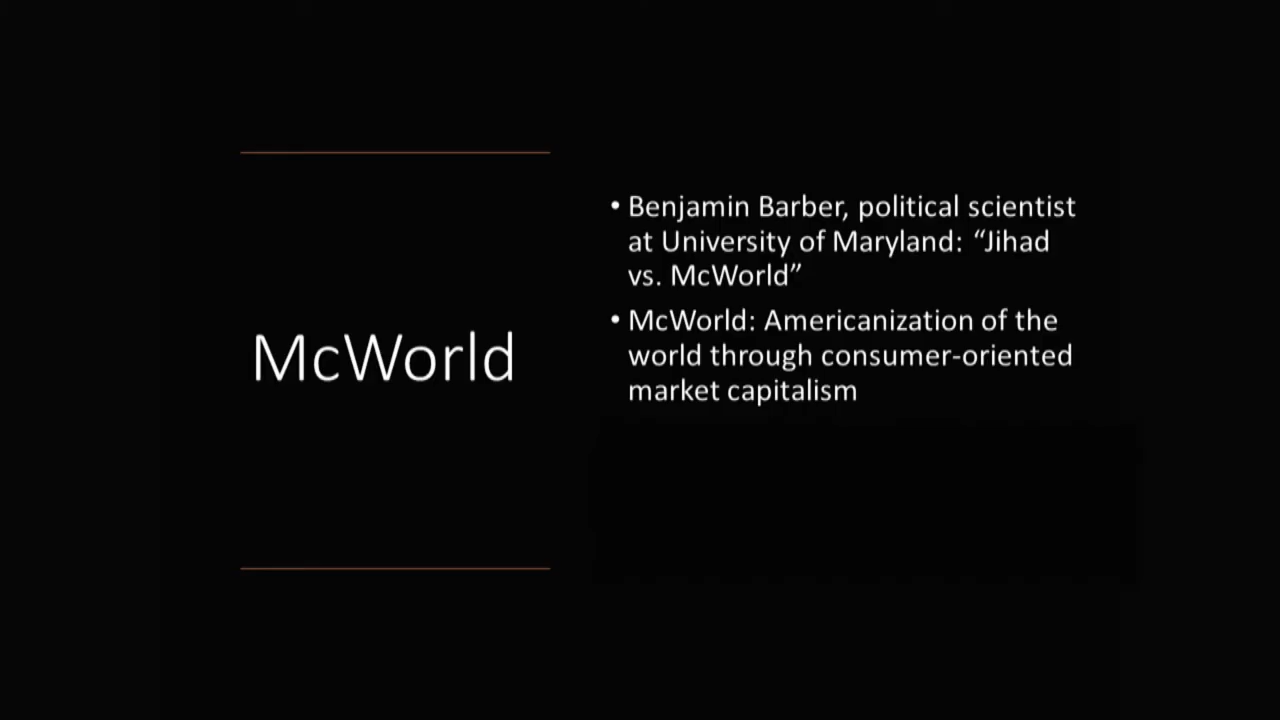 McWorld
• Benjamin Barber, political scientist
at University of Maryland: “Jihad
vs. McWorld”
• McWorld: Americanization of the
world through consumer-oriented
market capitalism